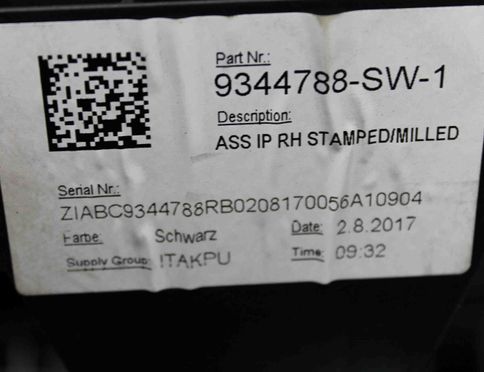 Part Nr.:
9344788-SW-1
Description:
ASS IP RH STAMPED/MILLED
Serial Nr.:
ZIABC9344788RB0208170056A10904
Farbe: Schwarz Date: 2.8.2017
Supply Group: ITAKPU Time: 09:32